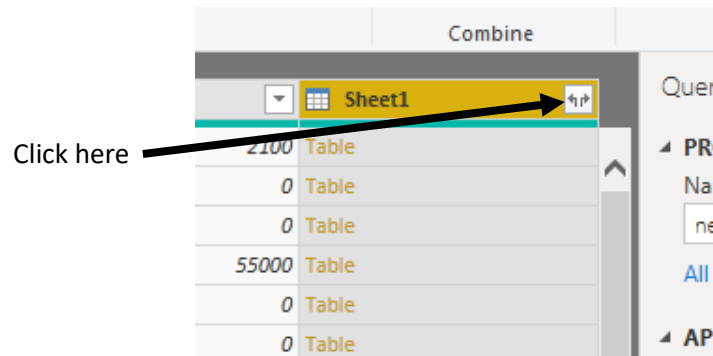 Combine
Sheet1
Click here
2100 Table
0 Table
0 Table
55000 Table
0 Table
0 Table
Quer
PR
Na
ne
All
AP